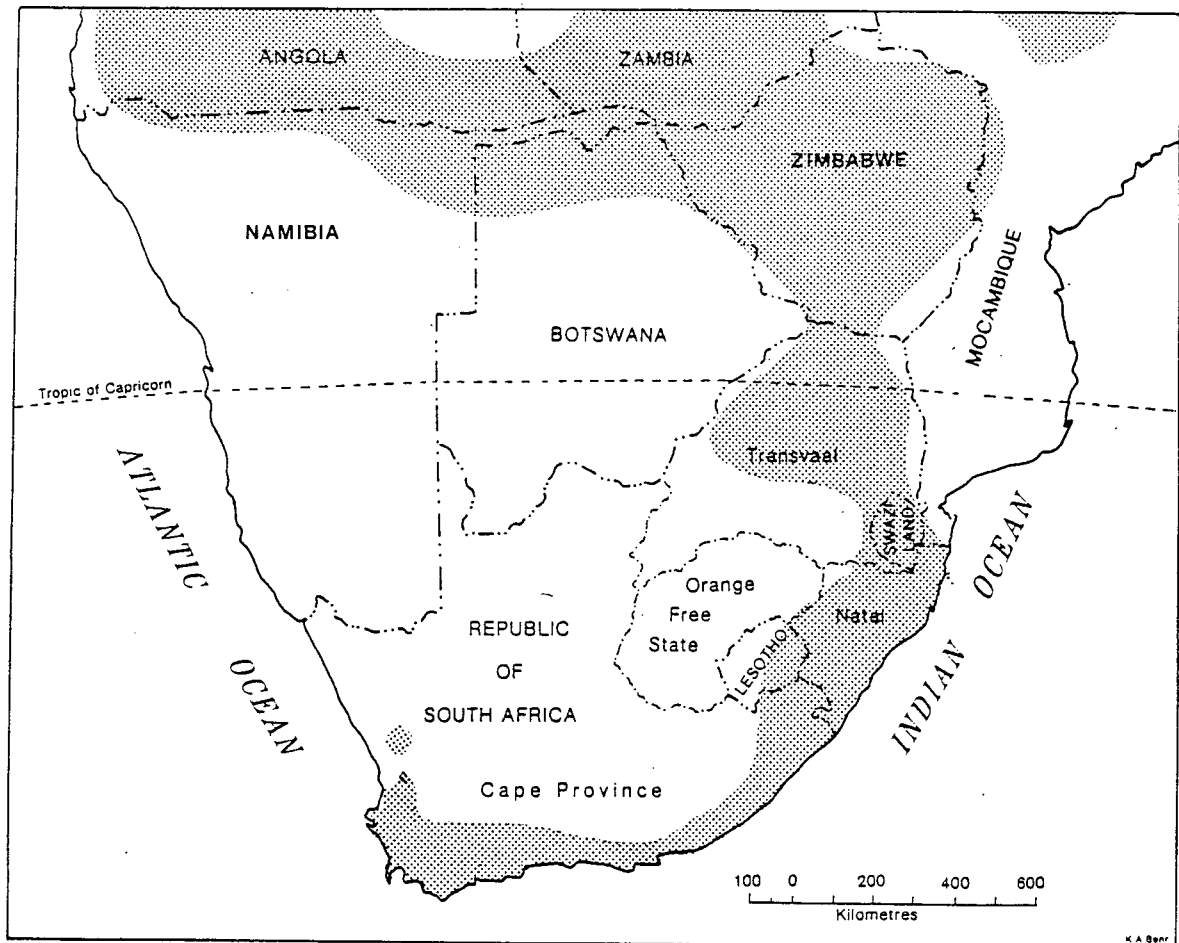 ANGOLA
ZAMBIA
ZIMBABWE
NAMIBIA
MOCAMBIQUE
BOTSWANA
Tropic of Capricorn
Transvaal
ATLANTIC
OCEAN
SWAZI
LAND
INDIAN
OCEAN
Orange
Free
State
Natal
LESOTHO
REPUBLIC
OF
SOUTH AFRICA
Cape Province
100 0 200 400 600
Kilometres